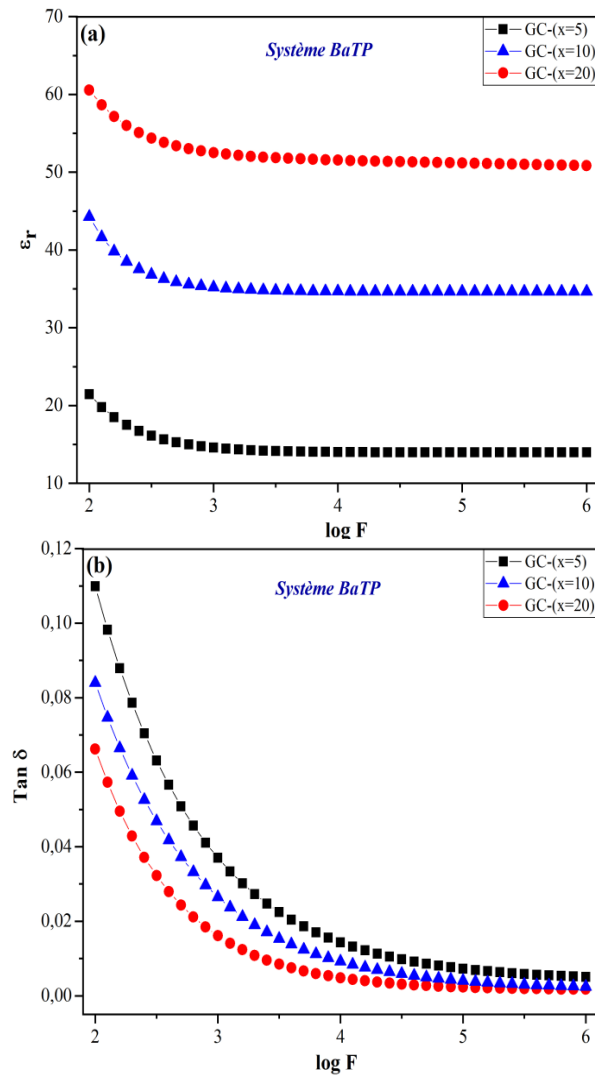 (a)
Système BaTP
GC-(x=5)
GC-(x=10)
GC-(x=20)
70
60
50
40
30
20
10
εr
2 3 4 5 6
log F
(b)
Système BaTP
GC-(x=5)
GC-(x=10)
GC-(x=20)
0,12
0,10
0,08
0,06
0,04
0,02
0,00
Tan δ
2 3 4 5 6
log F